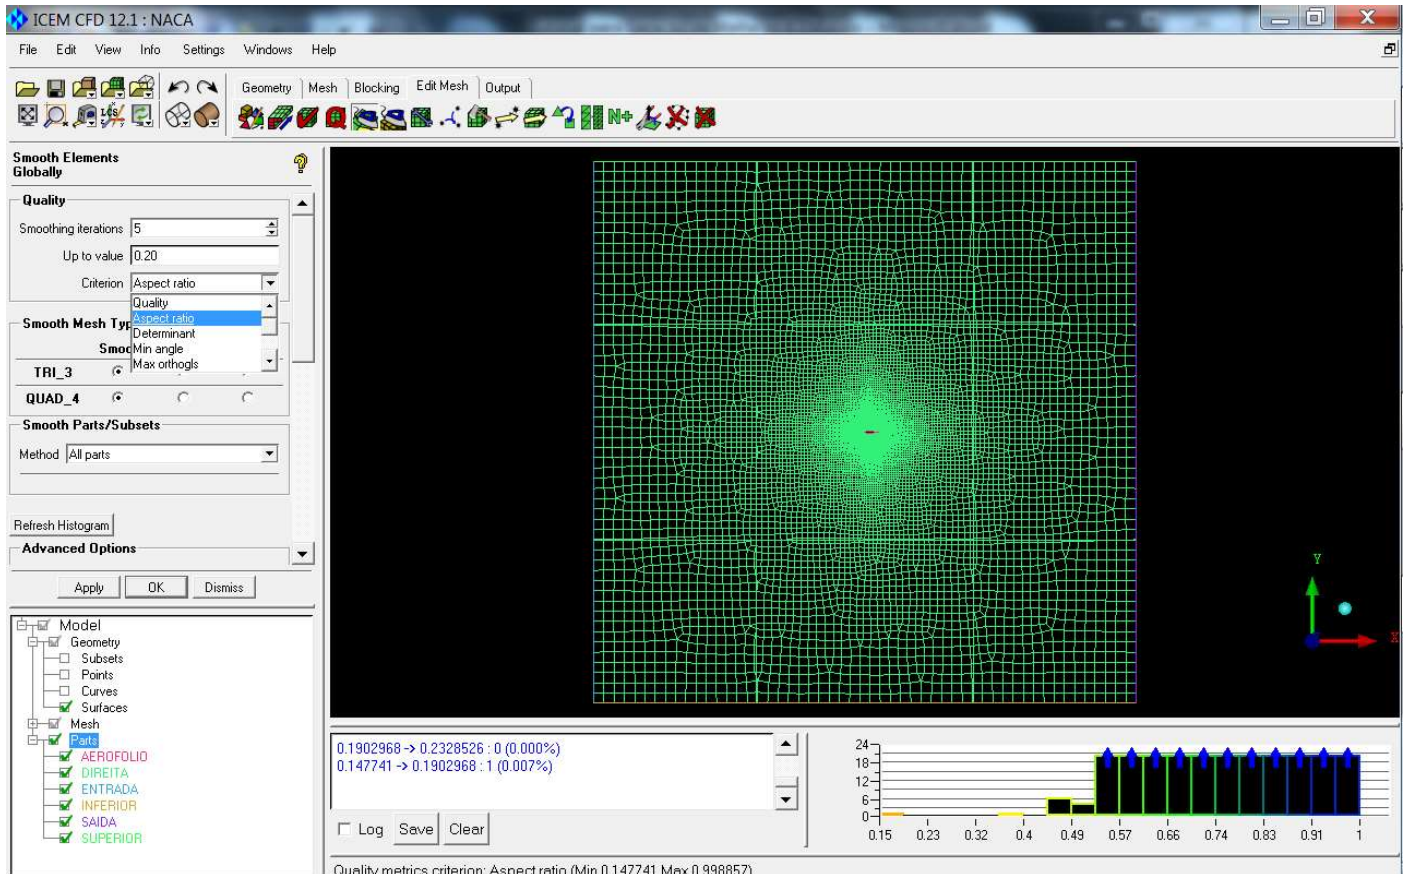 ICEM CFD 12.1 : NACA
File Edit View Info Settings Windows Help
Geometry Mesh Blocking Edit Mesh Output
Smooth Elements
Globally
Quality
Smoothing iterations 5
Up to value 0.20
Criterion Aspect ratio
Quality
Aspect ratio
Determinant
Min angle
Max orthogls
Smooth Mesh Typ
Smoo
TRI_3
QUAD_4
Smooth Parts/Subsets
Method All parts
Refresh Histogram
Advanced Options
Apply OK Dismiss
Model
Geometry
Subsets
Points
Curves
Surfaces
Mesh
Parts
AEROFOLIO
DIREITA
ENTRADA
INFERIOR
SAIDA
SUPERIOR
Y
X
0.1902968 -> 0.2328526 : 0 (0.000%)
0.147741 -> 0.1902968 : 1 (0.007%)
Log Save Clear
24
18
12
6
0
0.15 0.23 0.32 0.4 0.49 0.57 0.66 0.74 0.83 0.91 1
Quality metrics criterion: Aspect ratio (Min 0.147741 Max 0.998857)